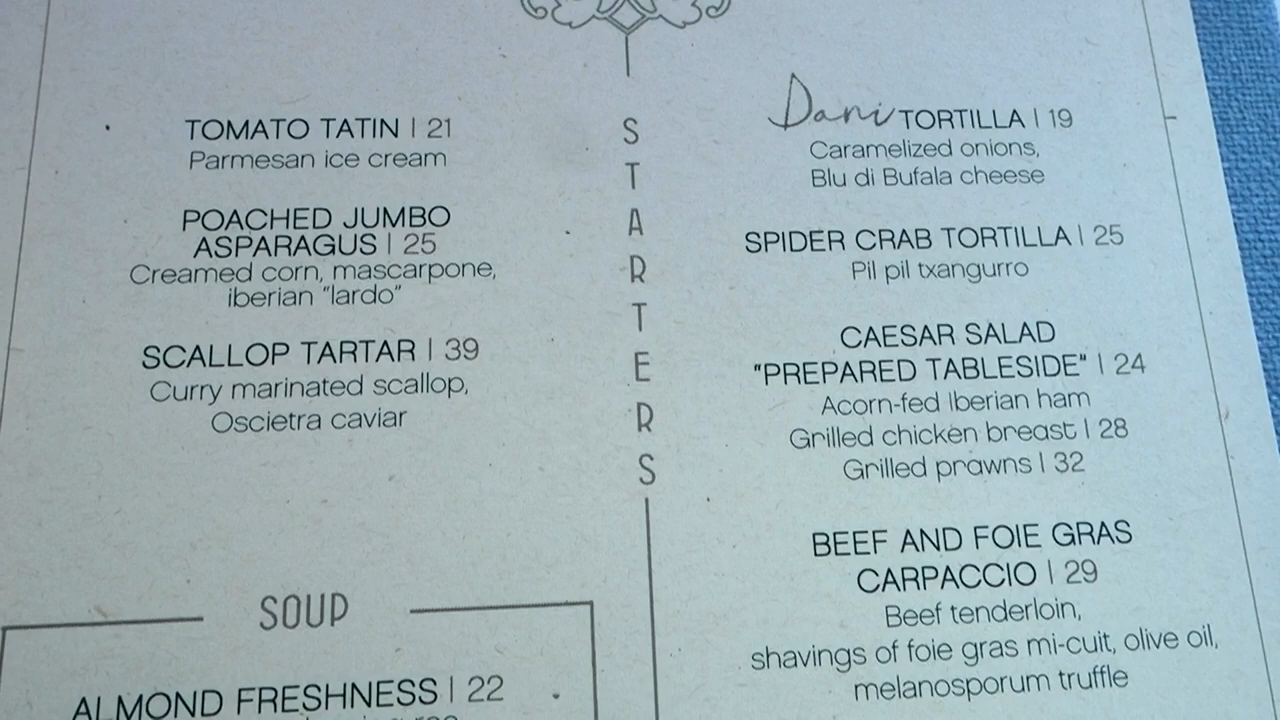 STARTERS
TOMATO TATIN | 21
Parmesan ice cream
POACHED JUMBO
ASPARAGUS | 25
Creamed corn, mascarpone,
iberian "lardo"
SCALLOP TARTAR | 39
Curry marinated scallop,
Oscietra caviar
SOUP
ALMOND FRESHNESS | 22
Dani TORTILLA | 19
Caramelized onions,
Blu di Bufala cheese
SPIDER CRAB TORTILLA | 25
Pil pil txangurro
CAESAR SALAD
"PREPARED TABLESIDE" | 24
Acorn-fed Iberian ham
Grilled chicken breast | 28
Grilled prawns | 32
BEEF AND FOIE GRAS
CARPACCIO | 29
Beef tenderloin,
shavings of foie gras mi-cuit, olive oil,
melanosporum truffle